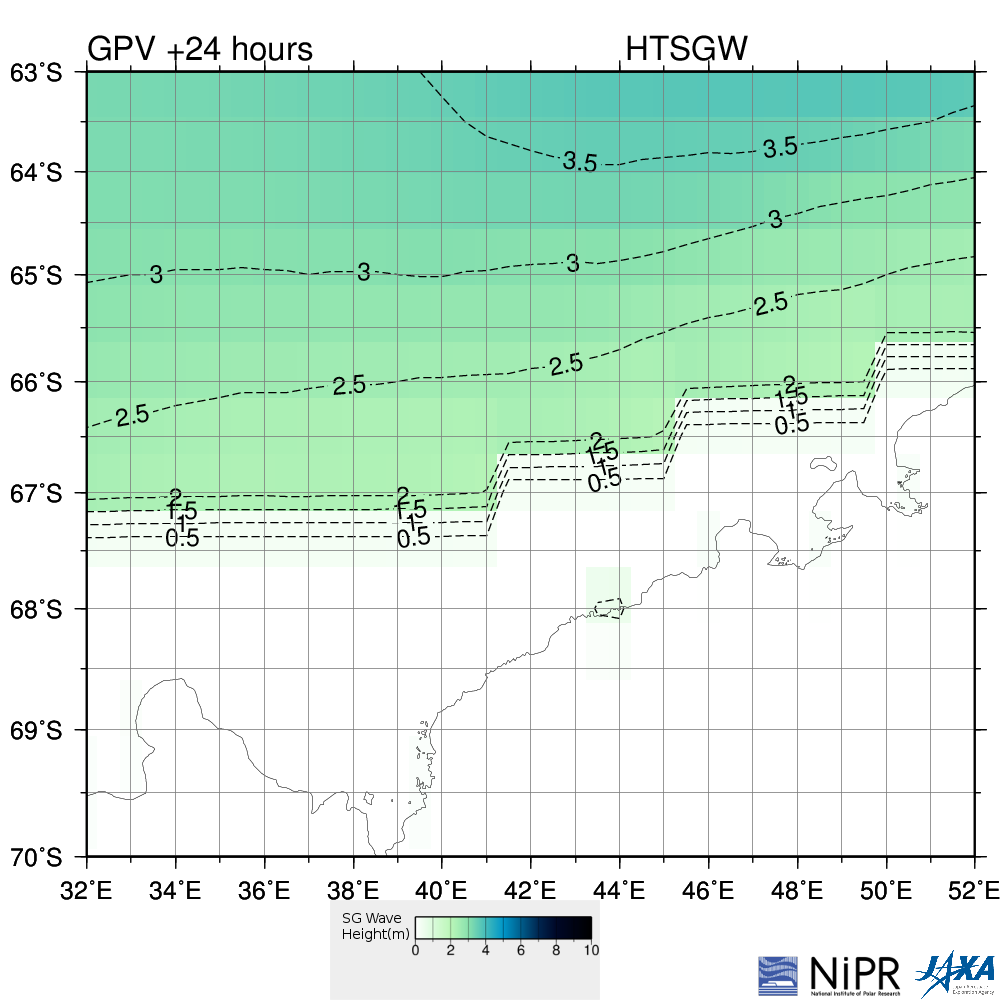 GPV +24 hours HTSGW
63°S
64°S
65°S
66°S
67°S
68°S
69°S
70°S
3.5 3.5
3
3 3 3
2.5
2.5
2.5
2.5
2
1.5
1
0.5
2
1.5
1
0.5
2 2
1.5 1.5
1 1
0.5 0.5
32°E 34°E 36°E 38°E 40°E 42°E 44°E 46°E 48°E 50°E 52°E
SG Wave
Height(m)
0 2 4 6 8 10
NiPR
National Institute of Polar Research
JAXA
Japan Aerospace
Exploration Agency